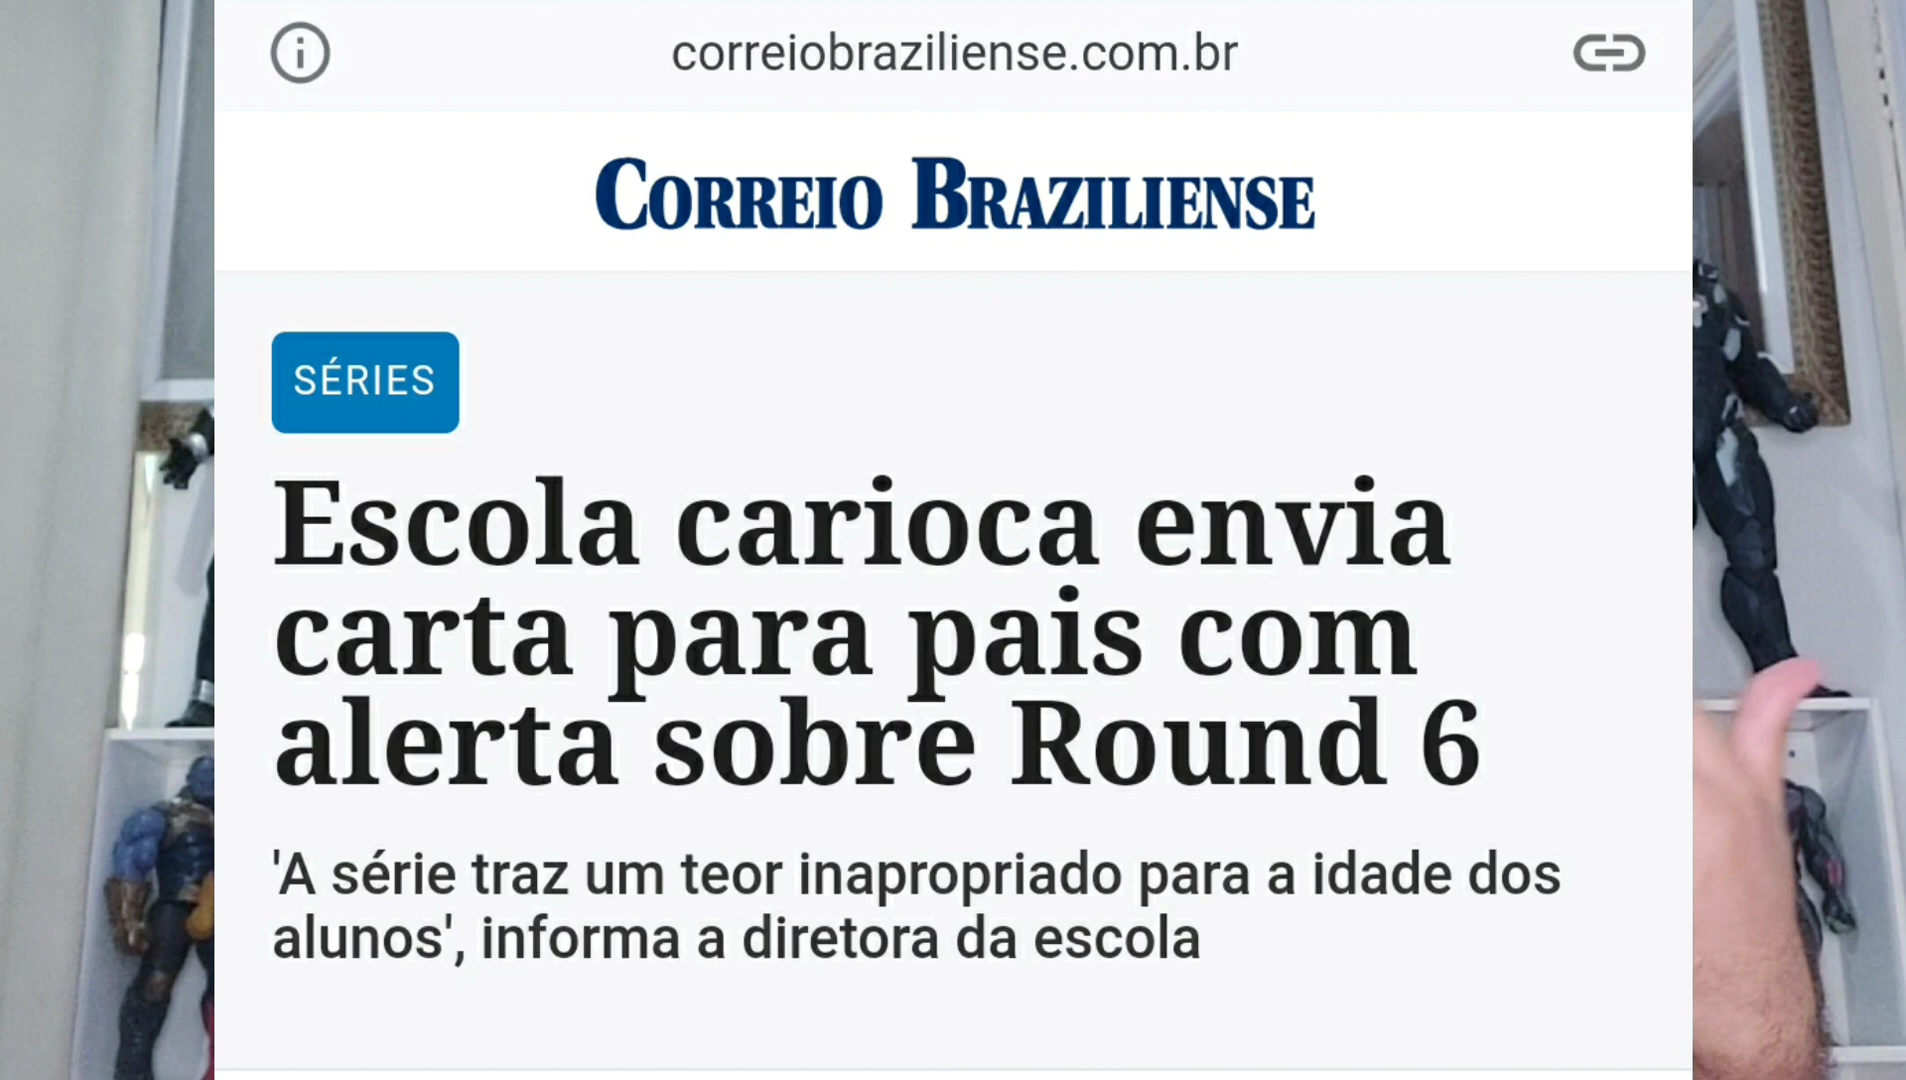 correiobraziliense.com.br
CORREIO BRAZILIENSE
SÉRIES
Escola carioca envia
carta para pais com
alerta sobre Round 6
'A série traz um teor inapropriado para a idade dos
alunos', informa a diretora da escola